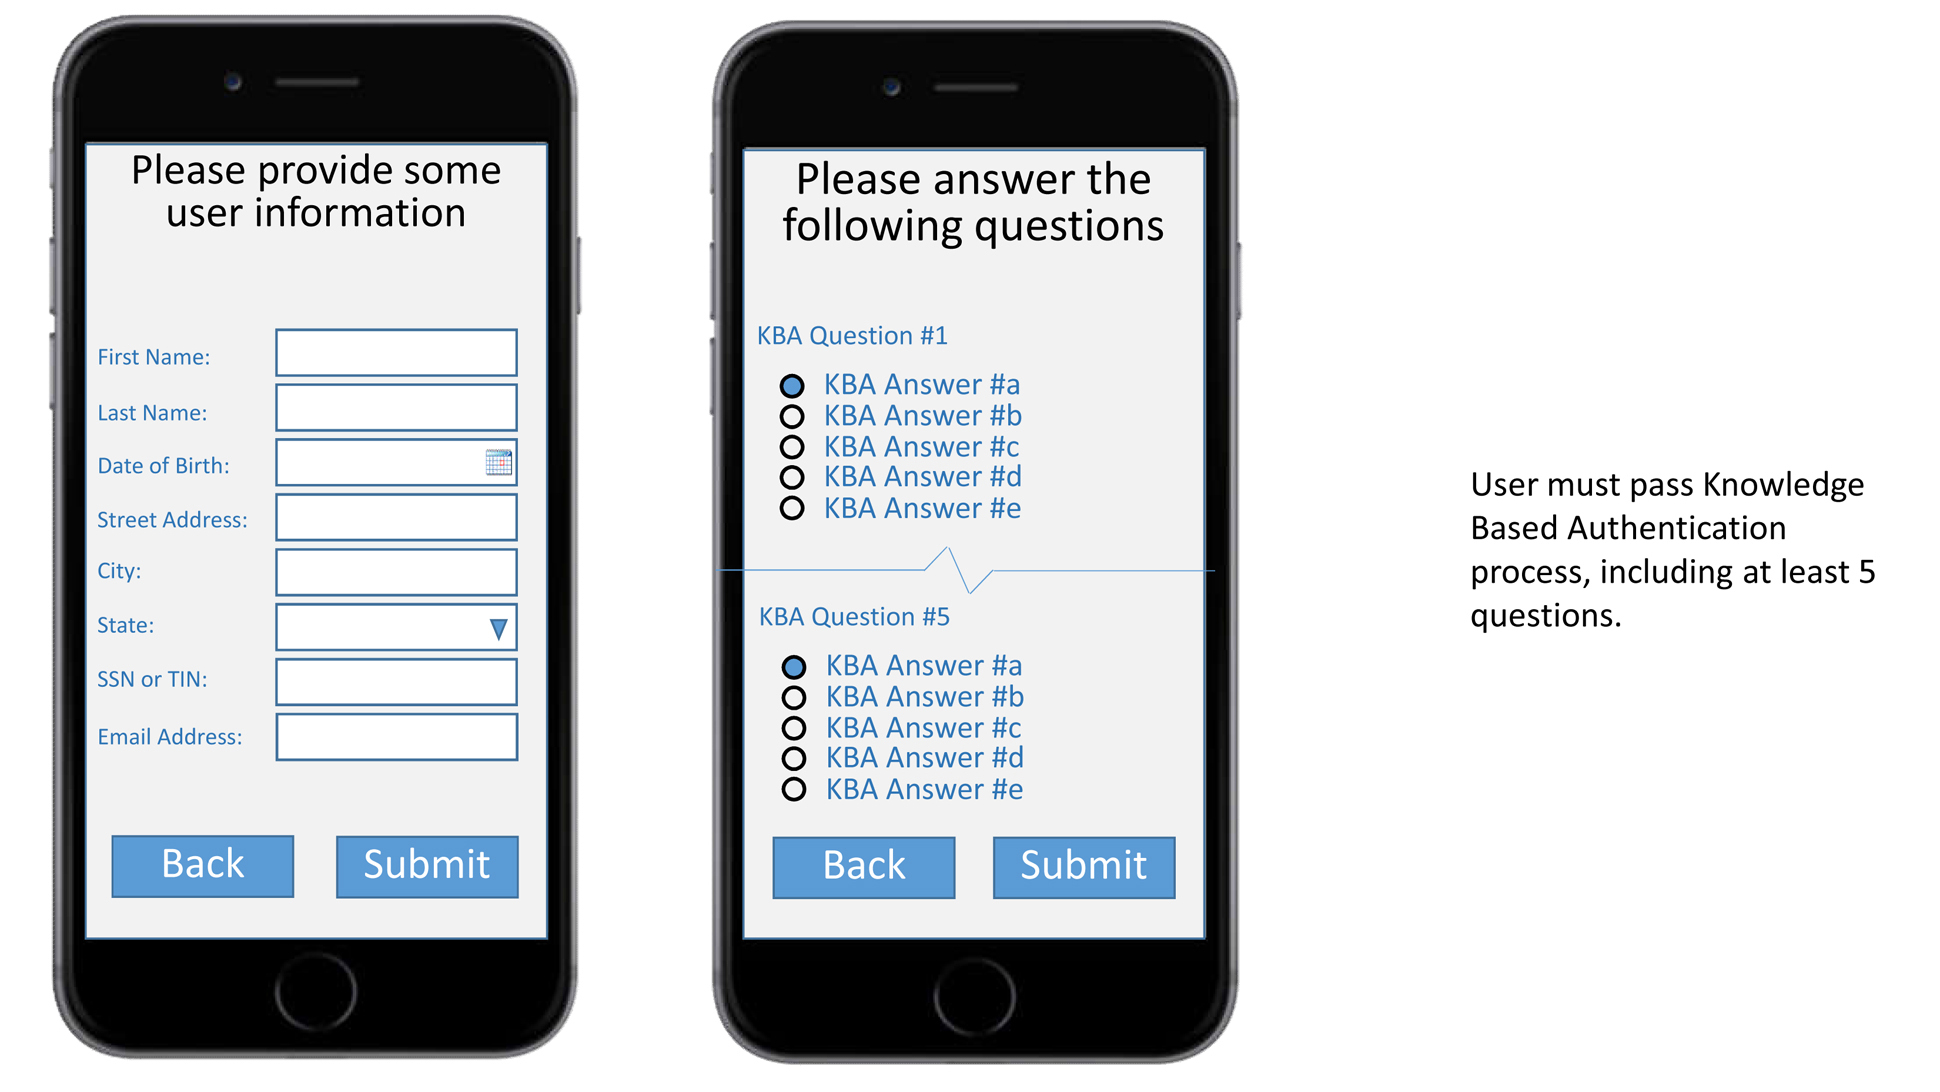 Please provide some
user information
First Name:
Last Name:
Date of Birth:
Street Address:
City:
State:
SSN or TIN:
Email Address:
Back
Submit
Please answer the
following questions
KBA Question #1
KBA Answer #a
KBA Answer #b
KBA Answer #c
KBA Answer #d
KBA Answer #e
KBA Question #5
KBA Answer #a
KBA Answer #b
KBA Answer #c
KBA Answer #d
KBA Answer #e
Back
Submit
User must pass Knowledge
Based Authentication
process, including at least 5
questions.